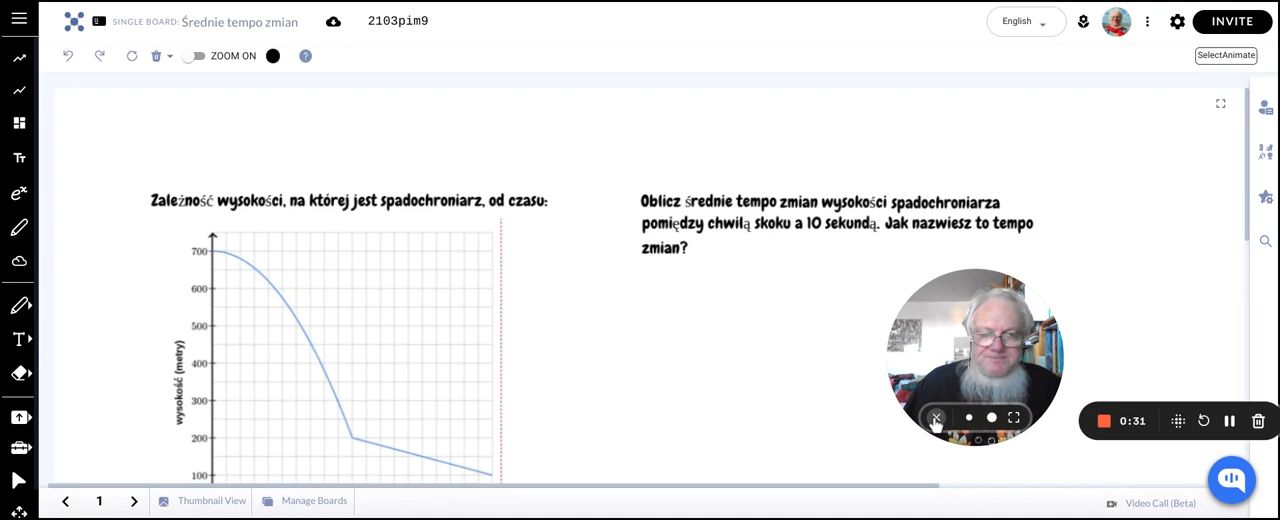 SINGLE BOARD: Średnie tempo zmian
2103pim9
English
INVITE
ZOOM ON
SelectAnimate
Zależność wysokości, na której jest spadochroniarz, od czasu:
Oblicz średnie tempo zmian wysokości spadochroniarza
pomiędzy chwilą skoku a 10 sekundą. Jak nazwiesz to tempo
zmian?
700
600
500
400
300
200
100
wysokość (metry)
0:31
1
Thumbnail View
Manage Boards
Video Call (Beta)